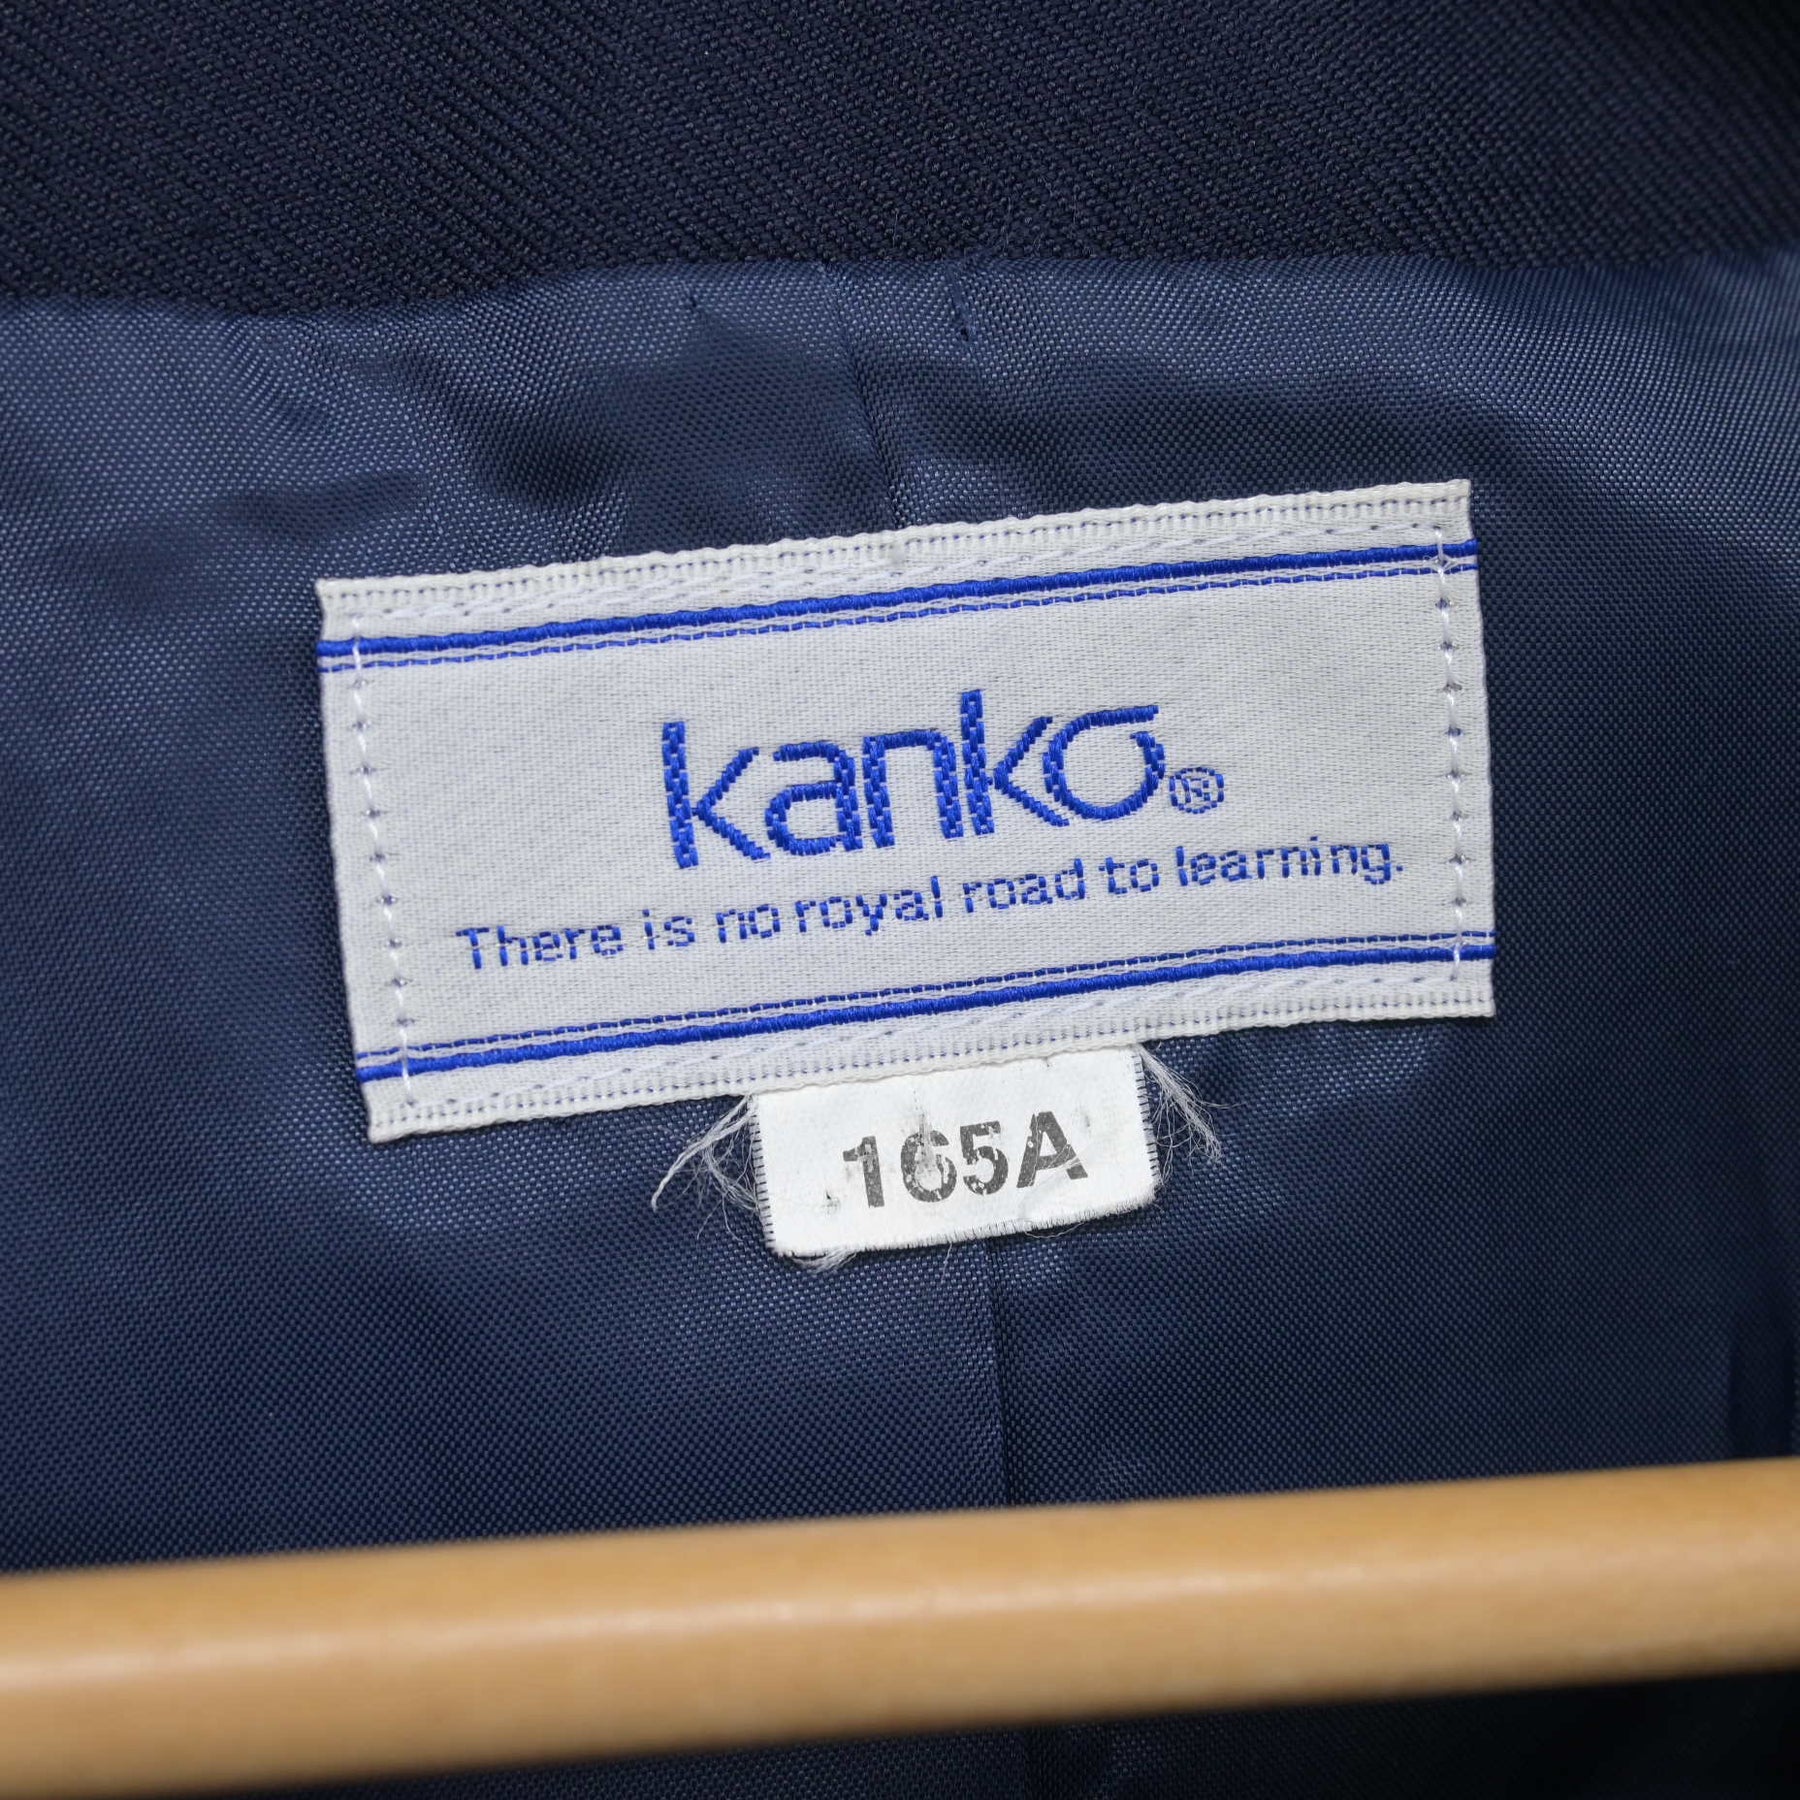 kanko®
There is no royal road to learning.
165A